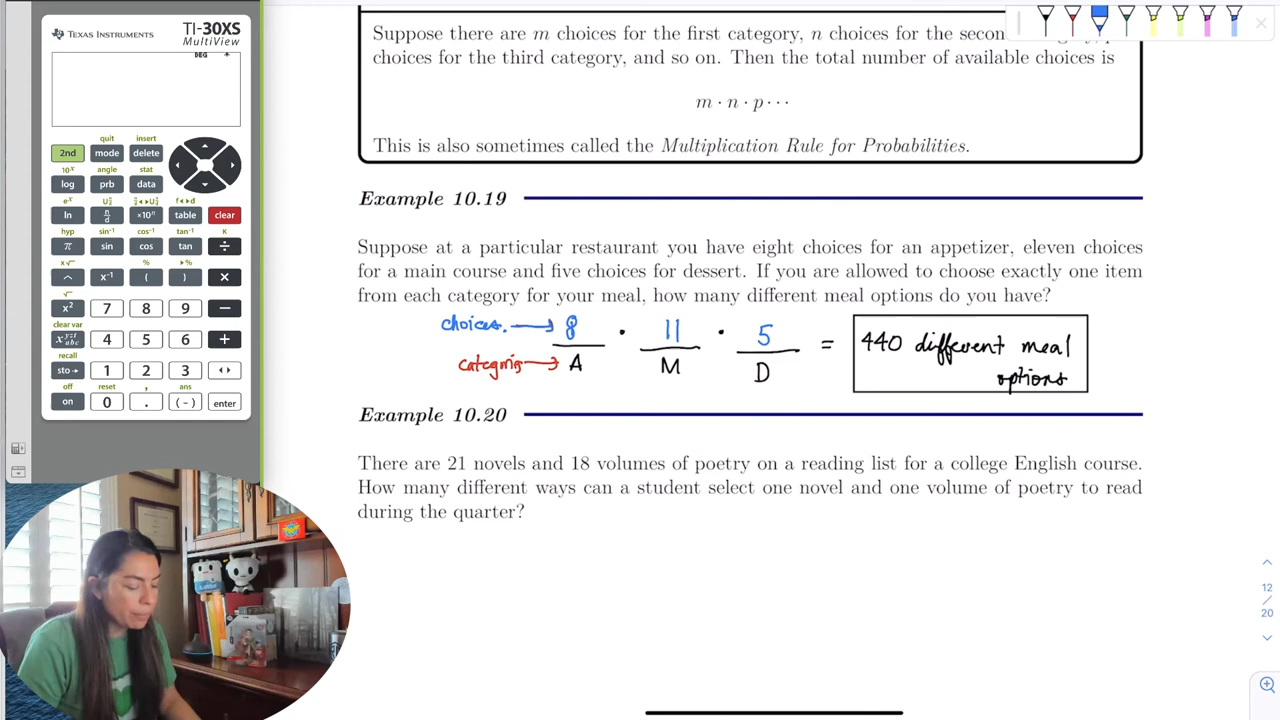 TEXAS INSTRUMENTS
TI-30XS
MultiView
DEG
quit insert
2nd mode delete
10ˣ angle stat
log prb data
eˣ
ln n/d ×10ⁿ table clear
hyp sin⁻¹ cos⁻¹ tan⁻¹ K
π sin cos tan ÷
% ►%
^ x⁻¹ ( ) ×
√
x² 7 8 9 −
clear var
x yzt abc 4 5 6 +
recall
sto► 1 2 3 ◄►
off reset , ans
on 0 . (−) enter
Suppose there are m choices for the first category, n choices for the
choices for the third category, and so on. Then the total number of available choices is
m · n · p · · ·
This is also sometimes called the Multiplication Rule for Probabilities.
Example 10.19
Suppose at a particular restaurant you have eight choices for an appetizer, eleven choices
for a main course and five choices for dessert. If you are allowed to choose exactly one item
from each category for your meal, how many different meal options do you have?
choices. → 8 · 11 · 5 = 440 different meal
options
→ A M D
Example 10.20
There are 21 novels and 18 volumes of poetry on a reading list for a college English course.
How many different ways can a student select one novel and one volume of poetry to read
during the quarter?
12
/
20